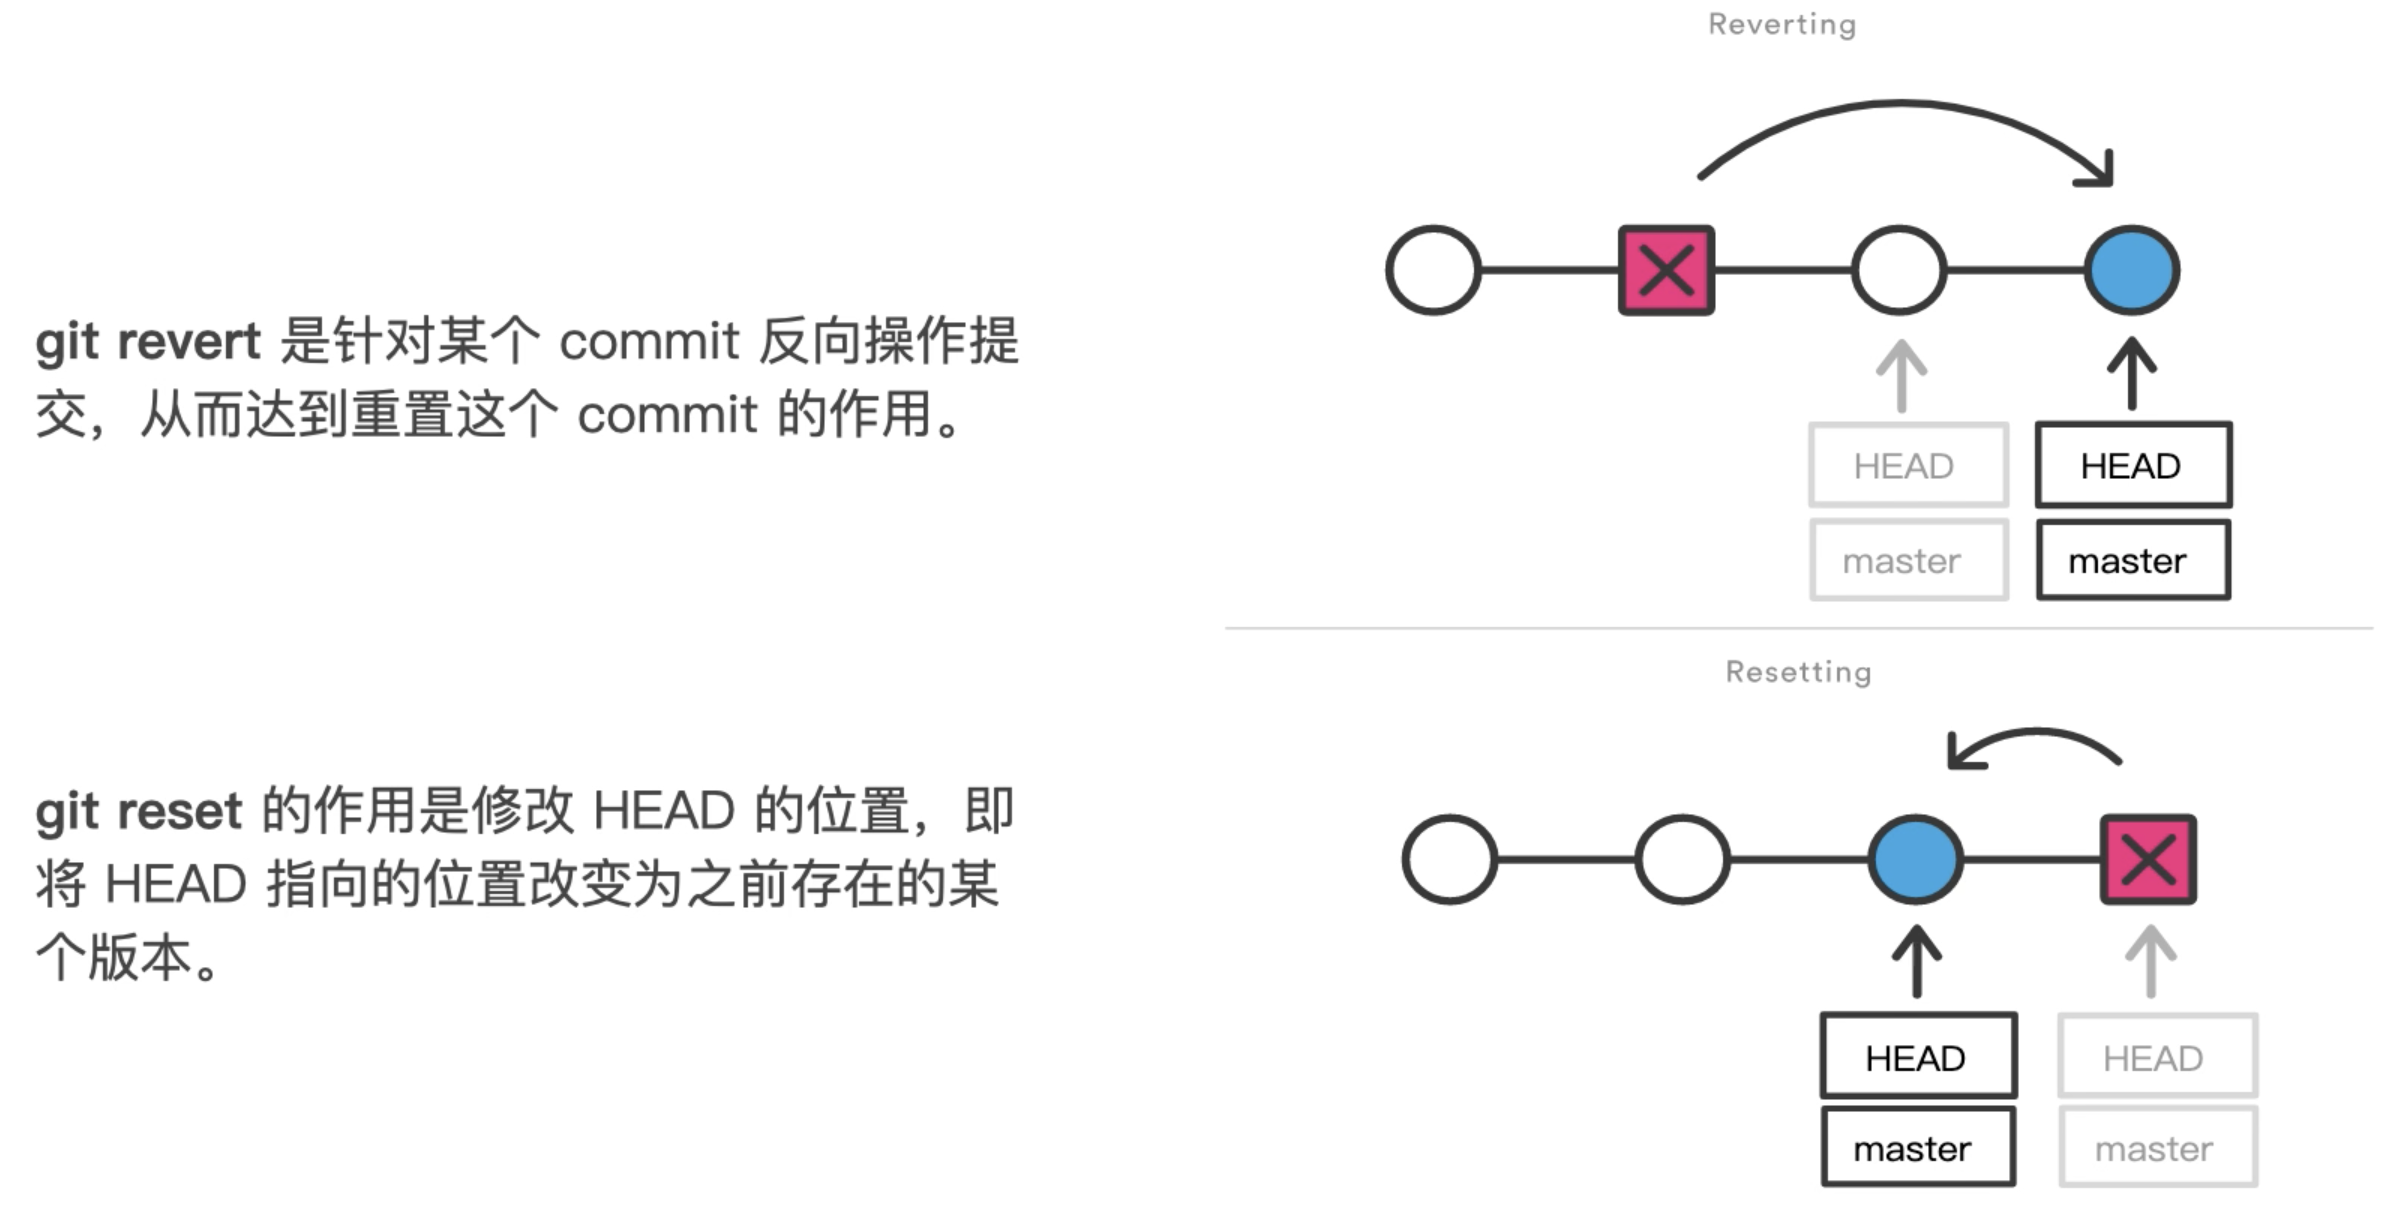 Reverting
git revert 是针对某个 commit 反向操作提
交，从而达到重置这个 commit 的作用。
HEAD
HEAD
master
master
Resetting
git reset 的作用是修改 HEAD 的位置，即
将 HEAD 指向的位置改变为之前存在的某
个版本。
HEAD
HEAD
master
master